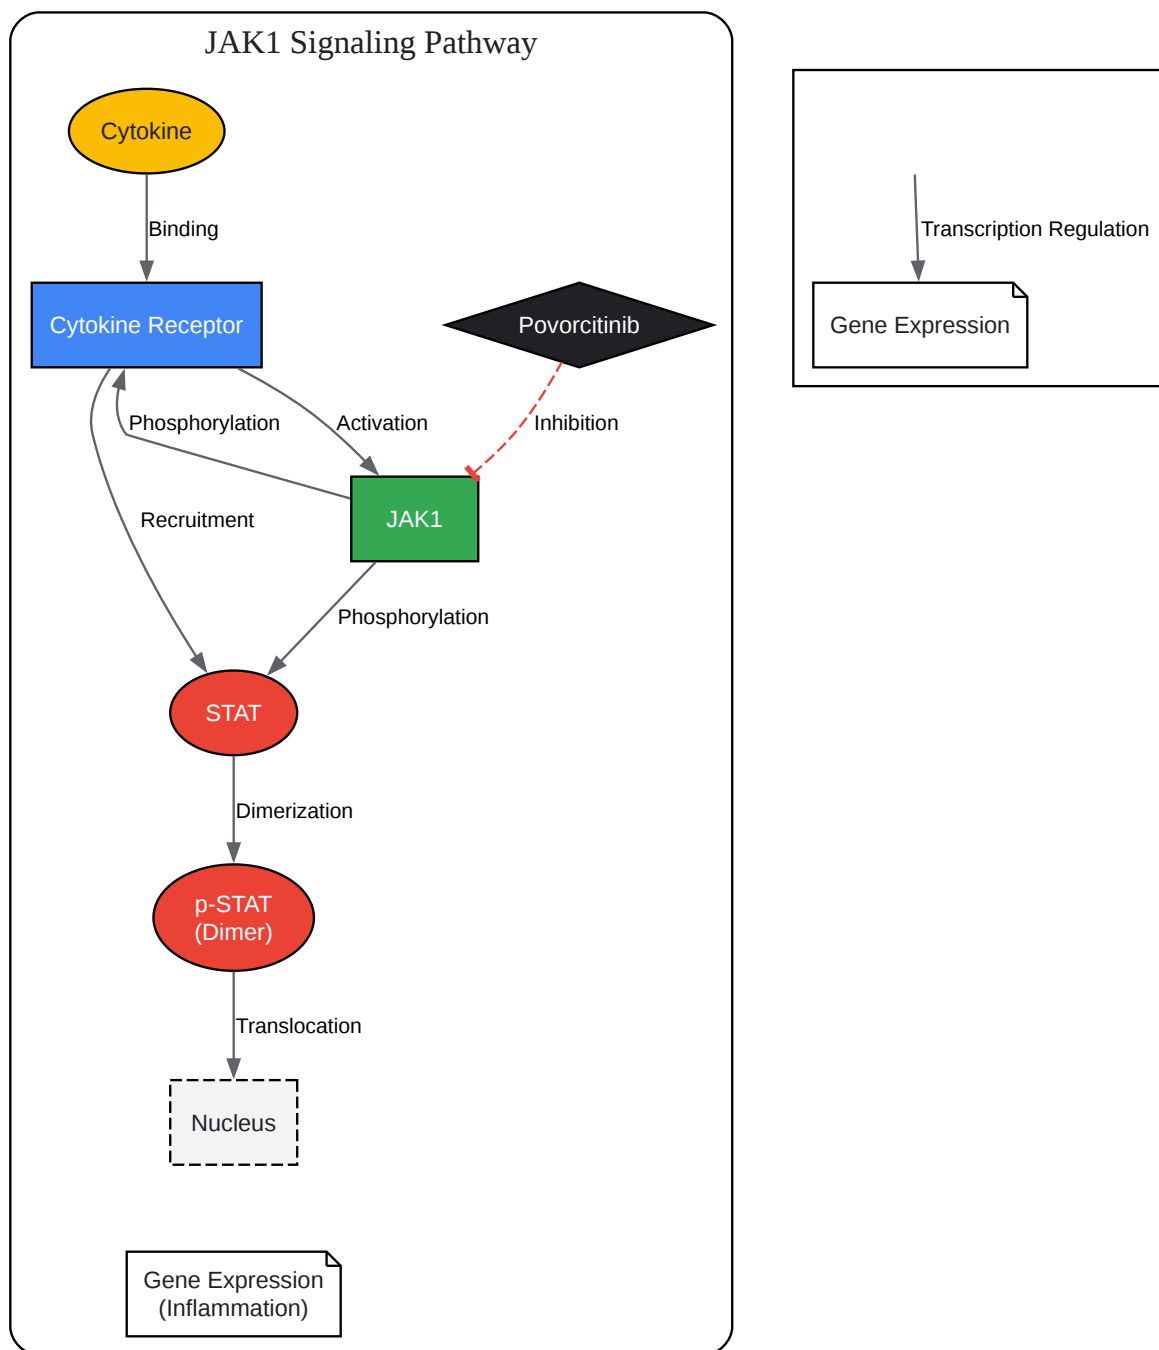 JAK1 Signaling Pathway
Cytokine
Binding
Transcription Regulation
Cytokine Receptor
Povorcitinib
Gene Expression
Phosphorylation
Activation
Inhibition
Recruitment
JAK1
Phosphorylation
STAT
Dimerization
p-STAT
(Dimer)
Translocation
Nucleus
Gene Expression
(Inflammation)